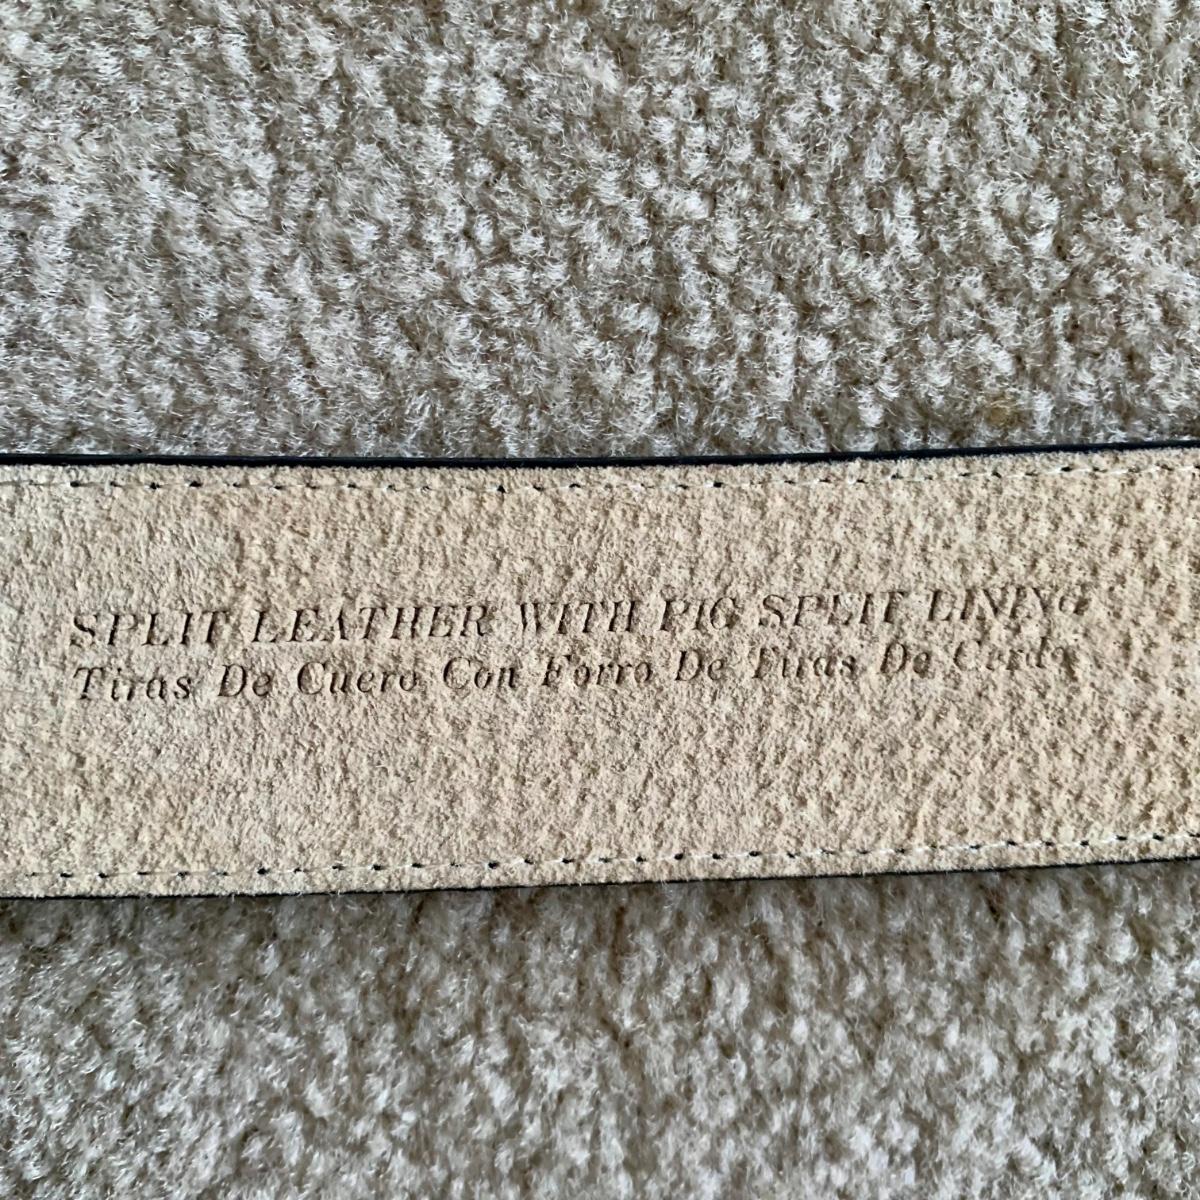 SPLIT LEATHER WITH PIG SPLIT LINING
Tiras De Cuero Con Forro De Tiras De Cerdo